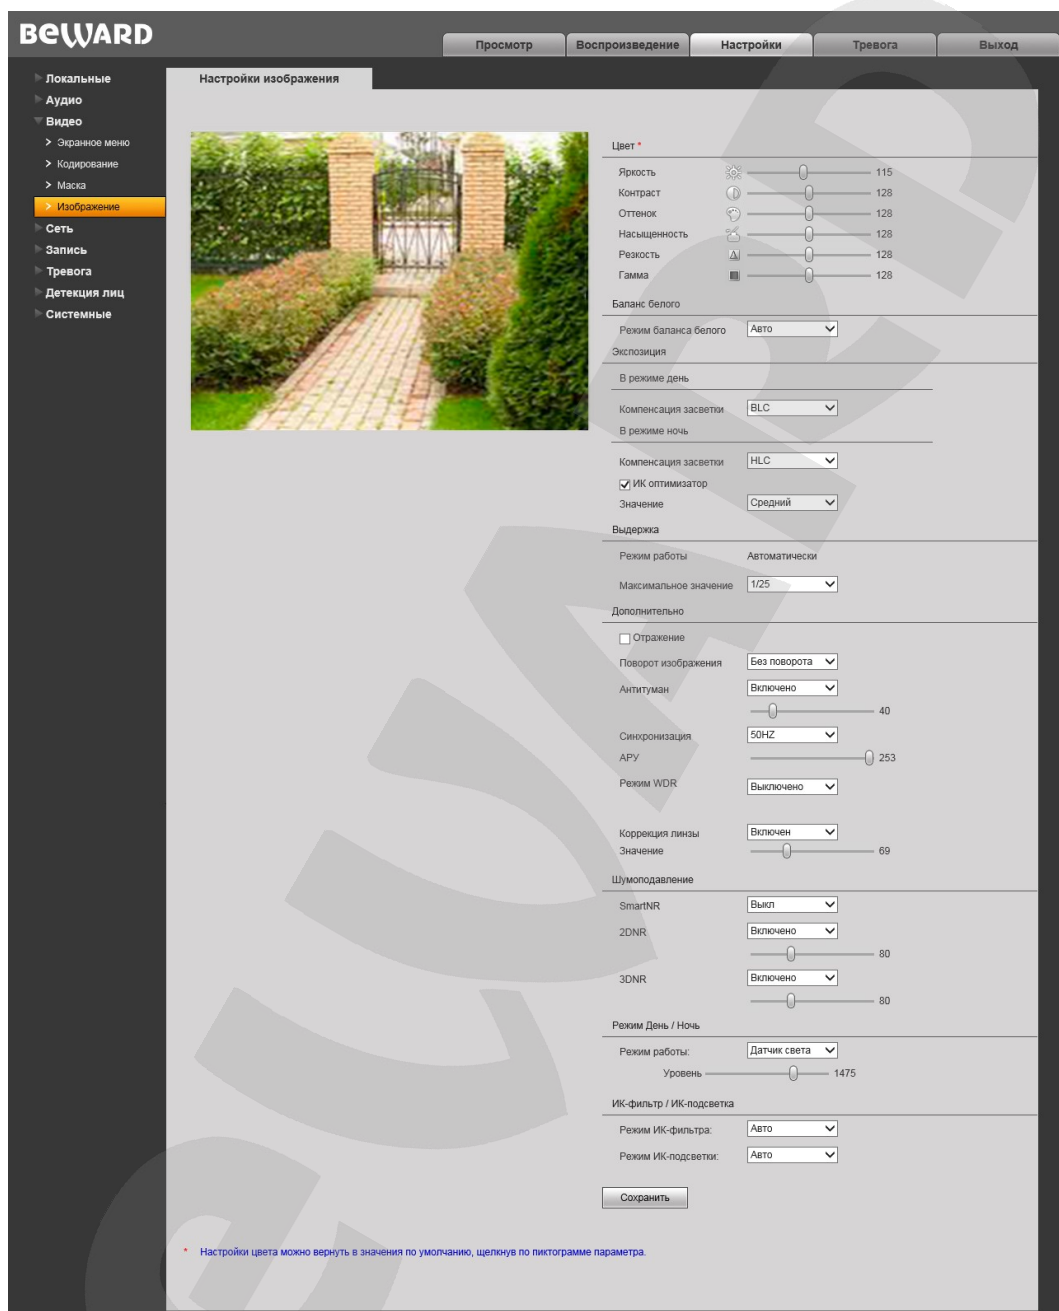 BEWARD
Просмотр Воспроизведение Настройки Тревога Выход
Локальные
Аудио
Видео
Экранное меню
Кодирование
Маска
Изображение
Сеть
Запись
Тревога
Детекция лиц
Системные
Настройки изображения
Цвет *
Яркость 115
Контраст 128
Оттенок 128
Насыщенность 128
Резкость 128
Гамма 128
Баланс белого
Режим баланса белого Авто
Экспозиция
В режиме день
Компенсация засветки BLC
В режиме ночь
Компенсация засветки HLC
ИК оптимизатор
Значение Средний
Выдержка
Режим работы Автоматически
Максимальное значение 1/25
Дополнительно
Отражение
Поворот изображения Без поворота
Антитуман Включено
40
Синхронизация 50HZ
АРУ 253
Режим WDR Выключено
Коррекция линзы Включен
Значение 69
Шумоподавление
SmartNR Выкл
2DNR Включено
80
3DNR Включено
80
Режим День / Ночь
Режим работы: Датчик света
Уровень 1475
ИК-фильтр / ИК-подсветка
Режим ИК-фильтра: Авто
Режим ИК-подсветки: Авто
Сохранить
* Настройки цвета можно вернуть в значения по умолчанию, щелкнув по пиктограмме параметра.
BEWARD